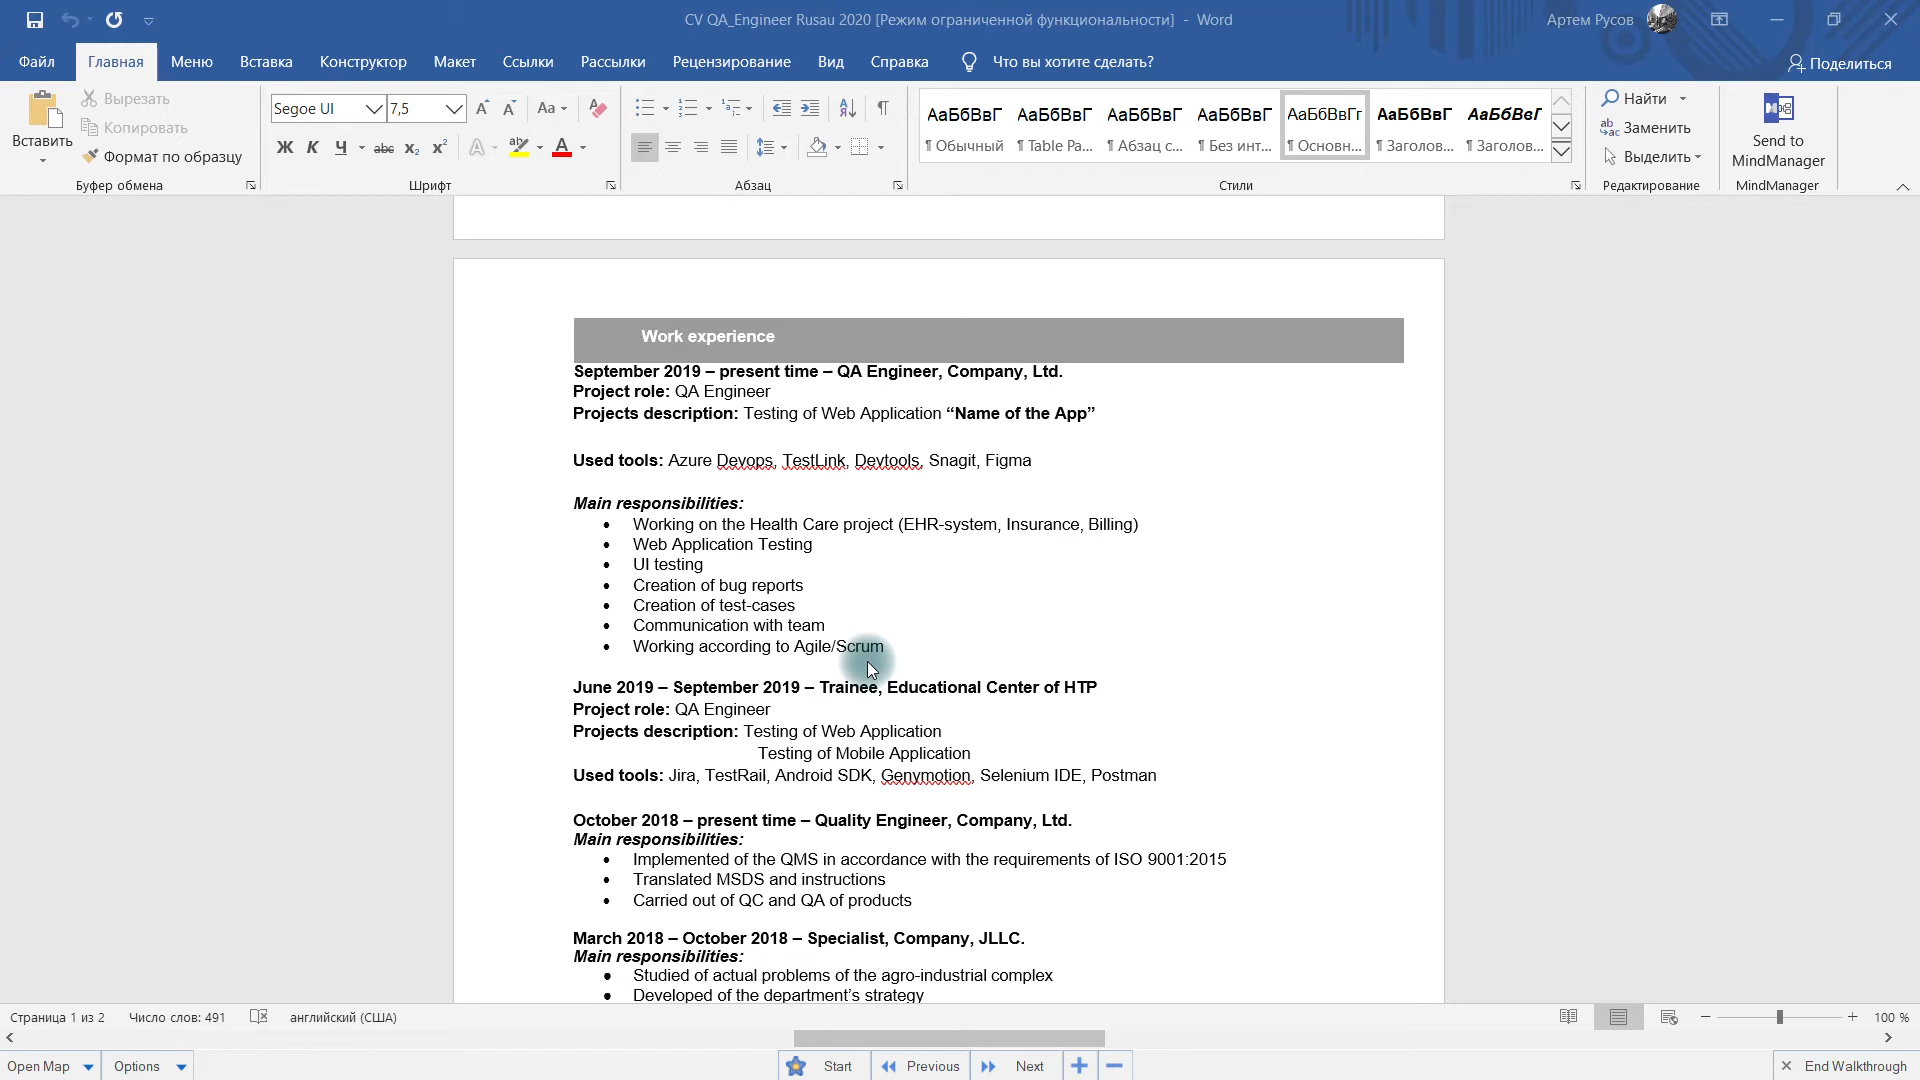 CV QA_Engineer Rusau 2020 [Режим ограниченной функциональности] - Word
Артем Русов
Файл Главная Меню Вставка Конструктор Макет Ссылки Рассылки Рецензирование Вид Справка Что вы хотите сделать? Поделиться
Вставить
Вырезать
Копировать
Формат по образцу
Буфер обмена
Segoe UI 7,5 Aa
Ж К Ч abc x₂ x² A aby A
Шрифт
Абзац
АаБбВвГ АаБбВвГ АаБбВвГ АаБбВвГ АаБбВвГг АаБбВвГ АаБбВвГ
¶ Обычный ¶ Table Pa... ¶ Абзац с... ¶ Без инт... ¶ Основн... ¶ Заголов... ¶ Заголов...
Стили
Найти
Заменить
Выделить
Редактирование
Send to
MindManager
MindManager
Work experience
September 2019 – present time – QA Engineer, Company, Ltd.
Project role: QA Engineer
Projects description: Testing of Web Application “Name of the App”
Used tools: Azure Devops, TestLink, Devtools, Snagit, Figma
Main responsibilities:
• Working on the Health Care project (EHR-system, Insurance, Billing)
• Web Application Testing
• UI testing
• Creation of bug reports
• Creation of test-cases
• Communication with team
• Working according to Agile/Scrum
June 2019 – September 2019 – Trainee, Educational Center of HTP
Project role: QA Engineer
Projects description: Testing of Web Application
Testing of Mobile Application
Used tools: Jira, TestRail, Android SDK, Genymotion, Selenium IDE, Postman
October 2018 – present time – Quality Engineer, Company, Ltd.
Main responsibilities:
• Implemented of the QMS in accordance with the requirements of ISO 9001:2015
• Translated MSDS and instructions
• Carried out of QC and QA of products
March 2018 – October 2018 – Specialist, Company, JLLC.
Main responsibilities:
• Studied of actual problems of the agro-industrial complex
• Developed of the department’s strategy
Страница 1 из 2 Число слов: 491 английский (США) 100 %
Open Map Options Start Previous Next End Walkthrough